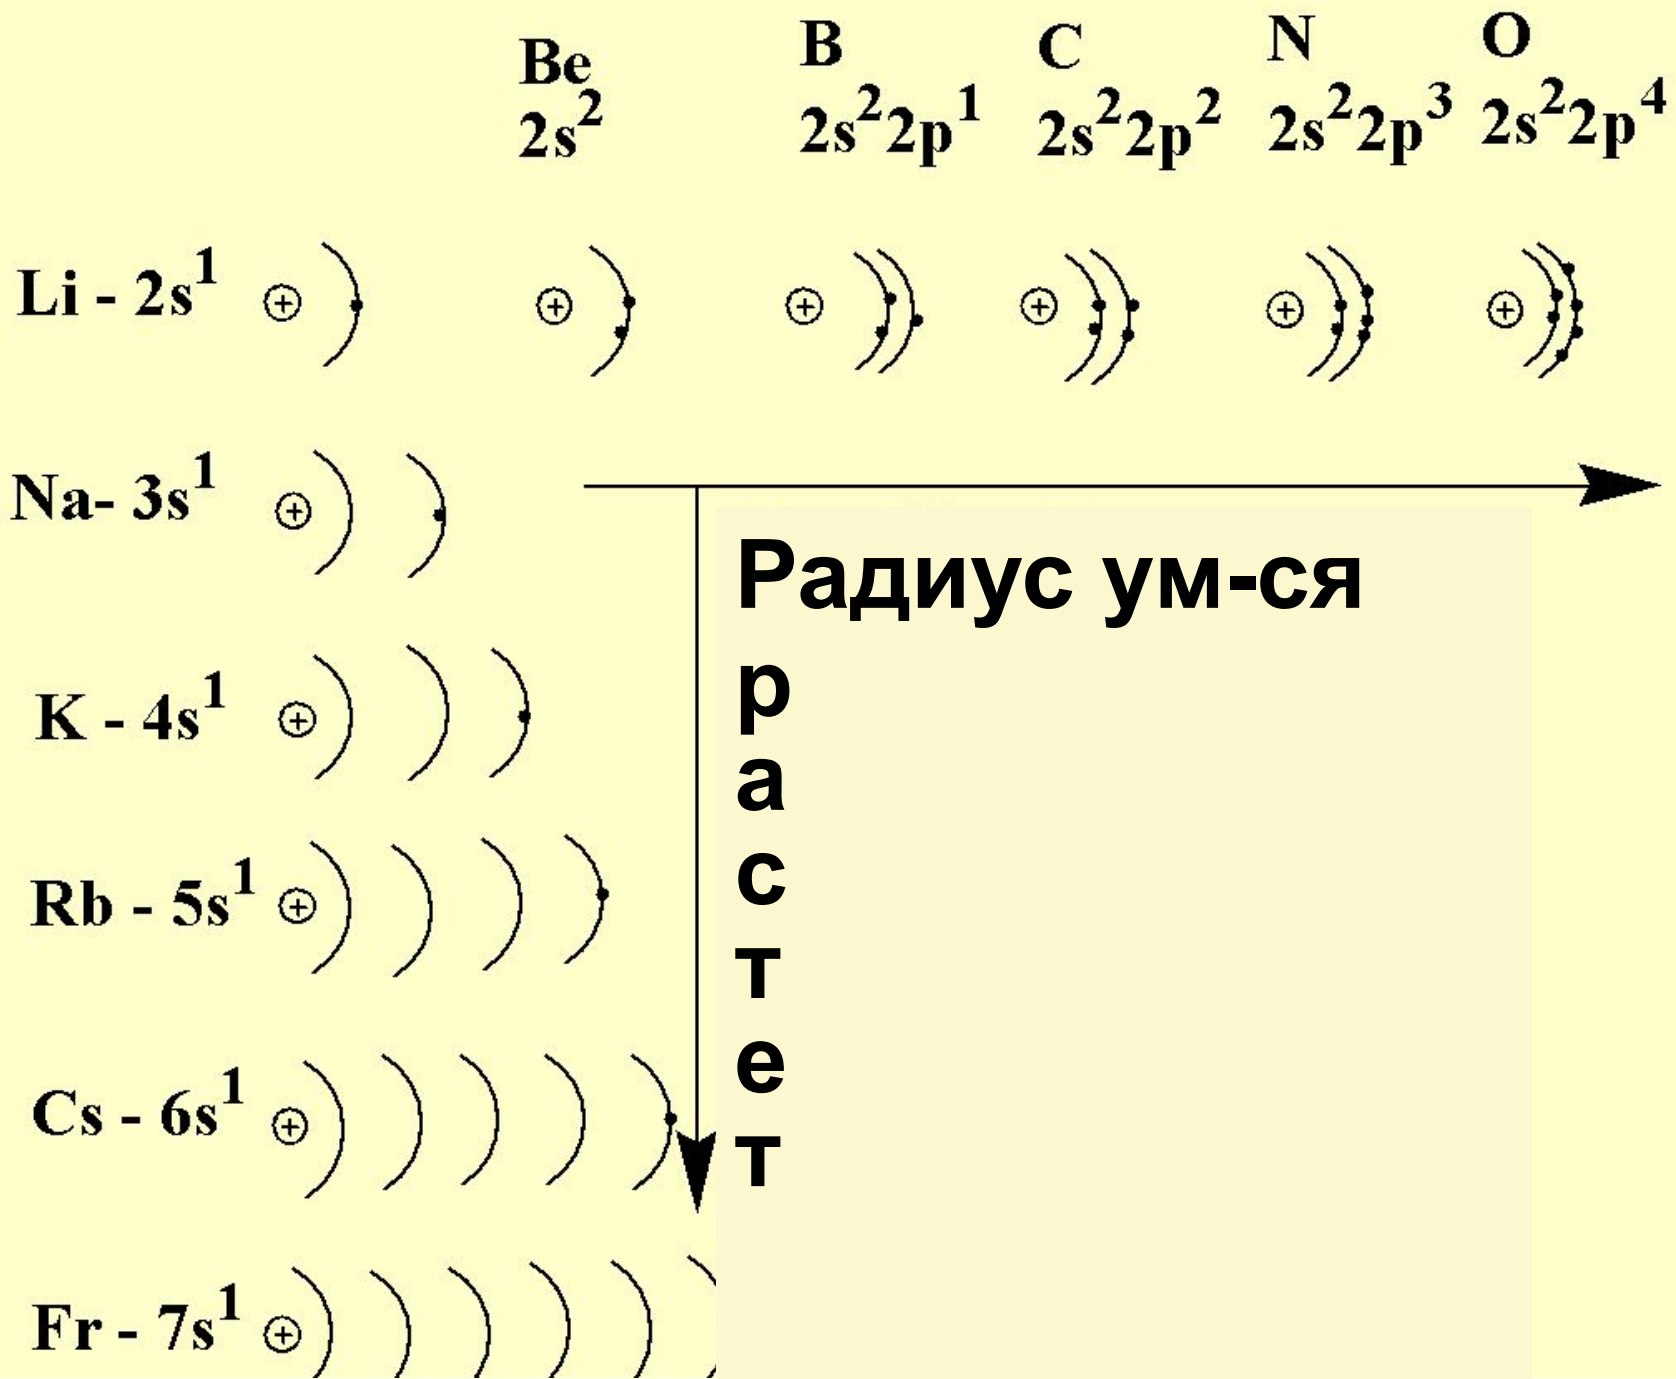 Be
2s²
B
2s²2p¹
C
2s²2p²
N
2s²2p³
O
2s²2p⁴
Li - 2s¹
Na- 3s¹
K - 4s¹
Rb - 5s¹
Cs - 6s¹
Fr - 7s¹
Радиус ум-ся
р
а
с
т
е
т